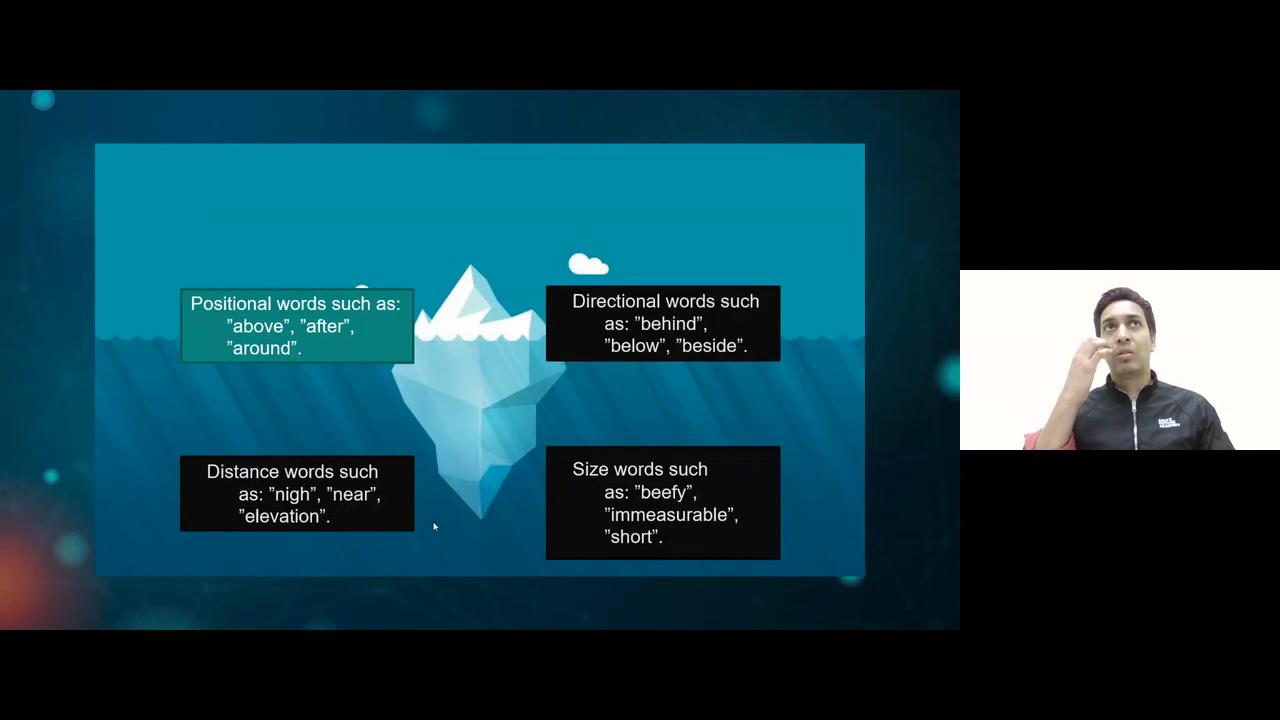 Positional words such as:
”above”, ”after”,
”around”.
Directional words such
as: ”behind”,
”below”, ”beside”.
Distance words such
as: ”nigh”, ”near”,
”elevation”.
Size words such
as: ”beefy”,
”immeasurable”,
”short”.